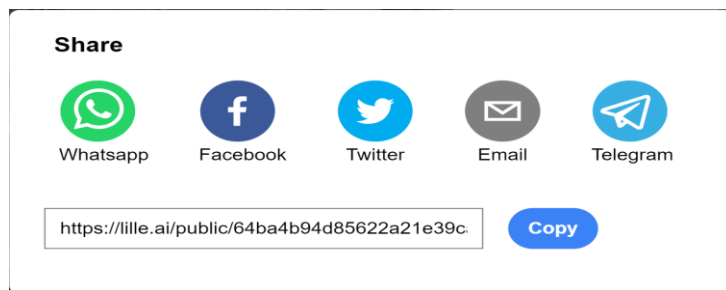 Share
Whatsapp Facebook Twitter Email Telegram
https://lille.ai/public/64ba4b94d85622a21e39c
Copy